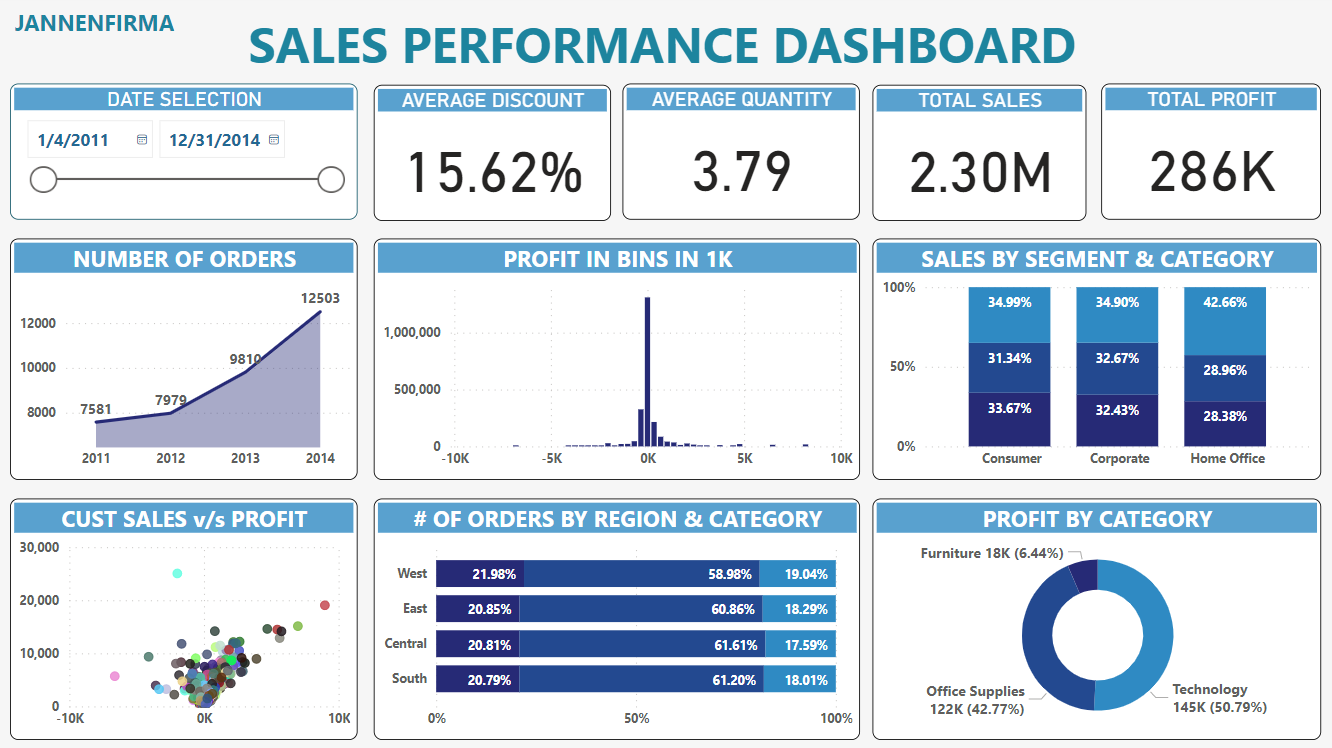 JANNENFIRMA
SALES PERFORMANCE DASHBOARD
DATE SELECTION
1/4/2011
12/31/2014
AVERAGE DISCOUNT
15.62%
AVERAGE QUANTITY
3.79
TOTAL SALES
2.30M
TOTAL PROFIT
286K
NUMBER OF ORDERS
12503
12000
9810
10000
7979
7581
8000
2011 2012 2013 2014
PROFIT IN BINS IN 1K
1,000,000
500,000
0
-10K -5K 0K 5K 10K
SALES BY SEGMENT & CATEGORY
100%
34.99% 34.90% 42.66%
31.34% 32.67% 28.96%
50%
33.67% 32.43% 28.38%
0%
Consumer Corporate Home Office
CUST SALES v/s PROFIT
30,000
20,000
10,000
0
-10K 0K 10K
# OF ORDERS BY REGION & CATEGORY
West 21.98% 58.98% 19.04%
East 20.85% 60.86% 18.29%
Central 20.81% 61.61% 17.59%
South 20.79% 61.20% 18.01%
0% 50% 100%
PROFIT BY CATEGORY
Furniture 18K (6.44%)
Office Supplies
122K (42.77%)
Technology
145K (50.79%)